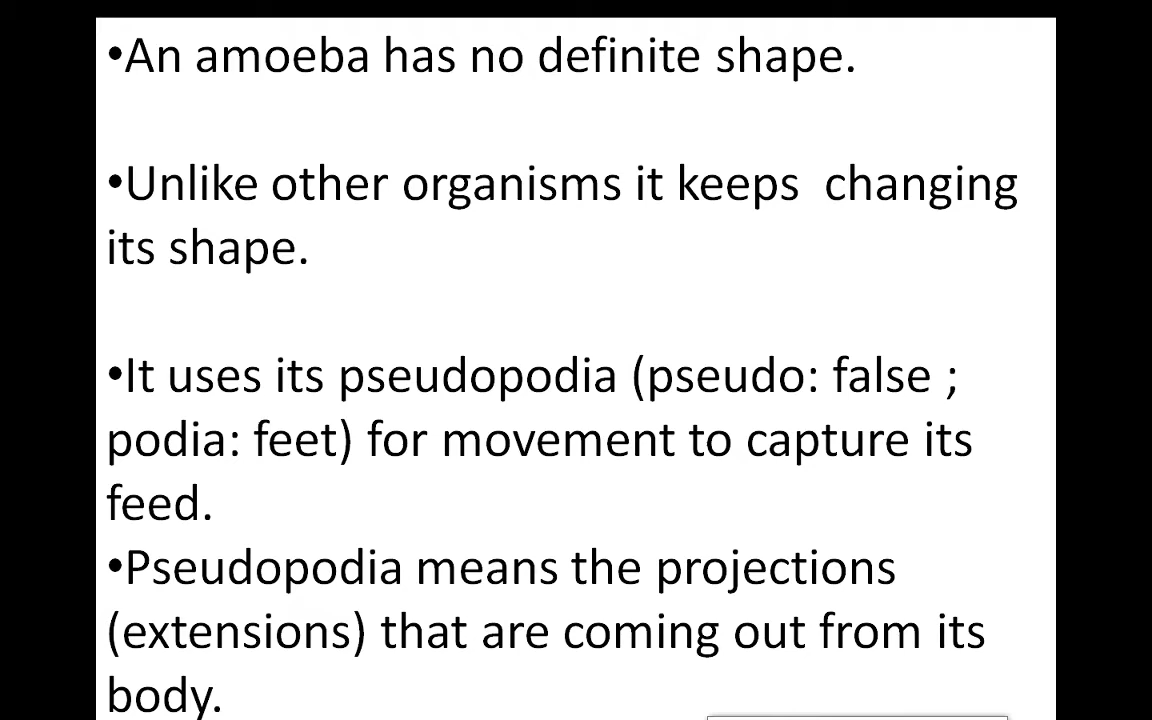 •An amoeba has no definite shape.
•Unlike other organisms it keeps  changing
its shape.
•It uses its pseudopodia (pseudo: false ;
podia: feet) for movement to capture its
feed.
•Pseudopodia means the projections
(extensions) that are coming out from its
body.